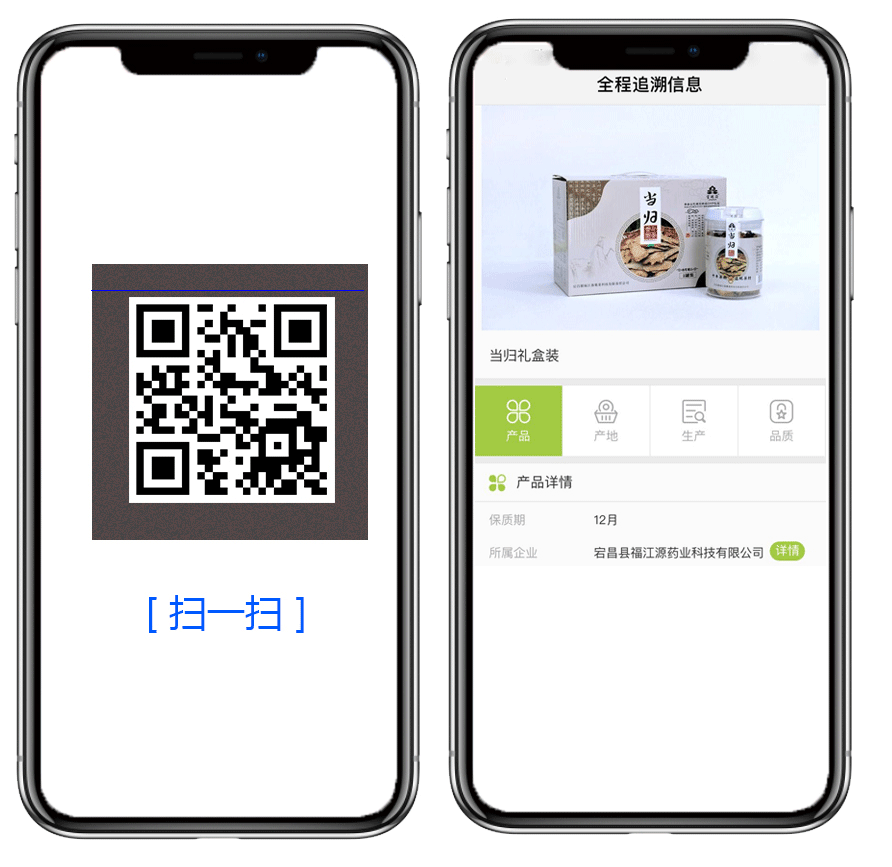 [ 扫一扫 ]
全程追溯信息
当归
当归
当归礼盒装
产品
产地
生产
品质
产品详情
保质期
12月
所属企业
宕昌县福江源药业科技有限公司
详情